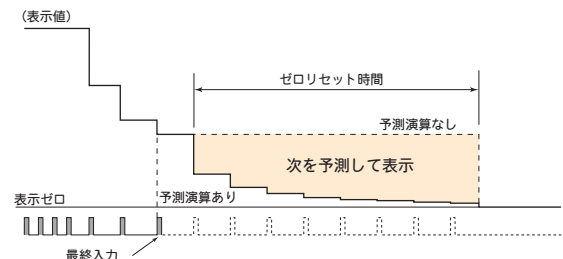 (表示値)
ゼロリセット時間
予測演算なし
次を予測して表示
表示ゼロ
予測演算あり
最終入力